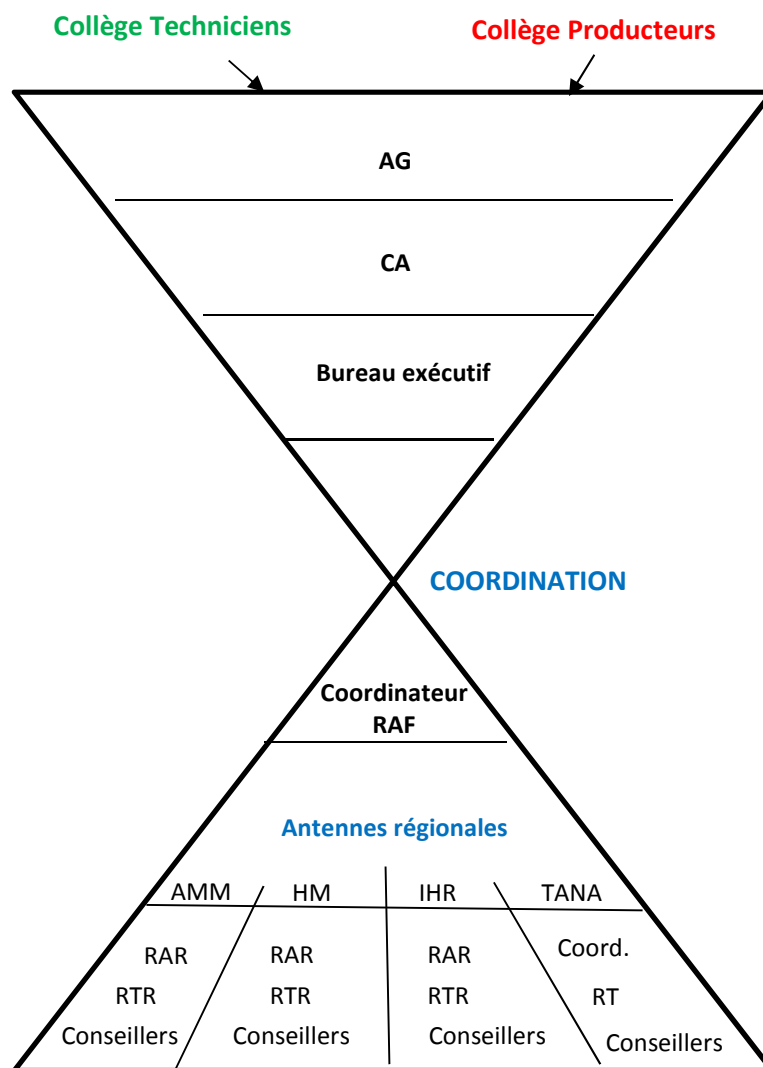 Collège Techniciens
Collège Producteurs
AG
CA
Bureau exécutif
COORDINATION
Coordinateur
RAF
Antennes régionales
AMM HM IHR TANA
RAR RAR RAR Coord.
RTR RTR RTR RT
Conseillers Conseillers Conseillers Conseillers